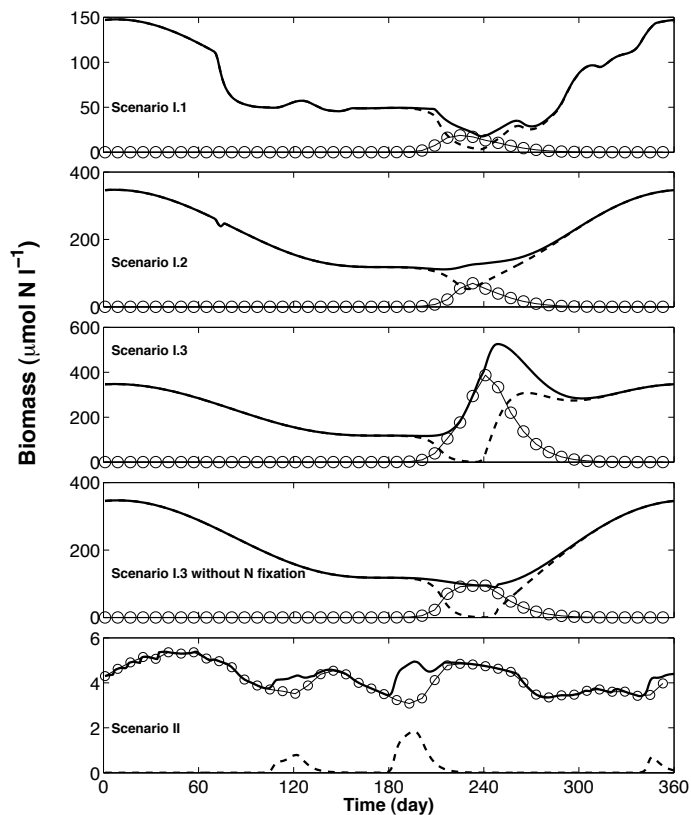 150
100
50
0
Scenario I.1
400
200
0
Scenario I.2
600
400
200
0
Scenario I.3
400
200
0
Scenario I.3 without N fixation
6
4
2
0
Scenario II
0 60 120 180 240 300 360
Time (day)
Biomass (μmol N l⁻¹)